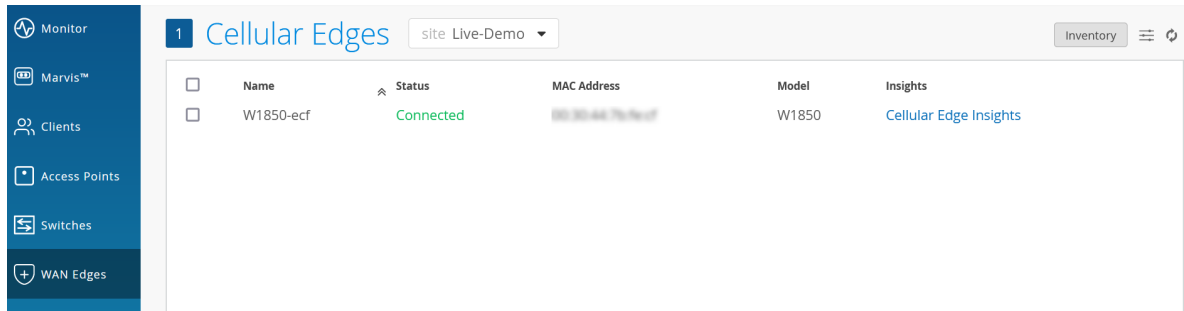 Monitor
Marvis™
Clients
Access Points
Switches
WAN Edges
1 Cellular Edges site Live-Demo
Inventory
Name Status MAC Address Model Insights
W1850-ecf Connected W1850 Cellular Edge Insights